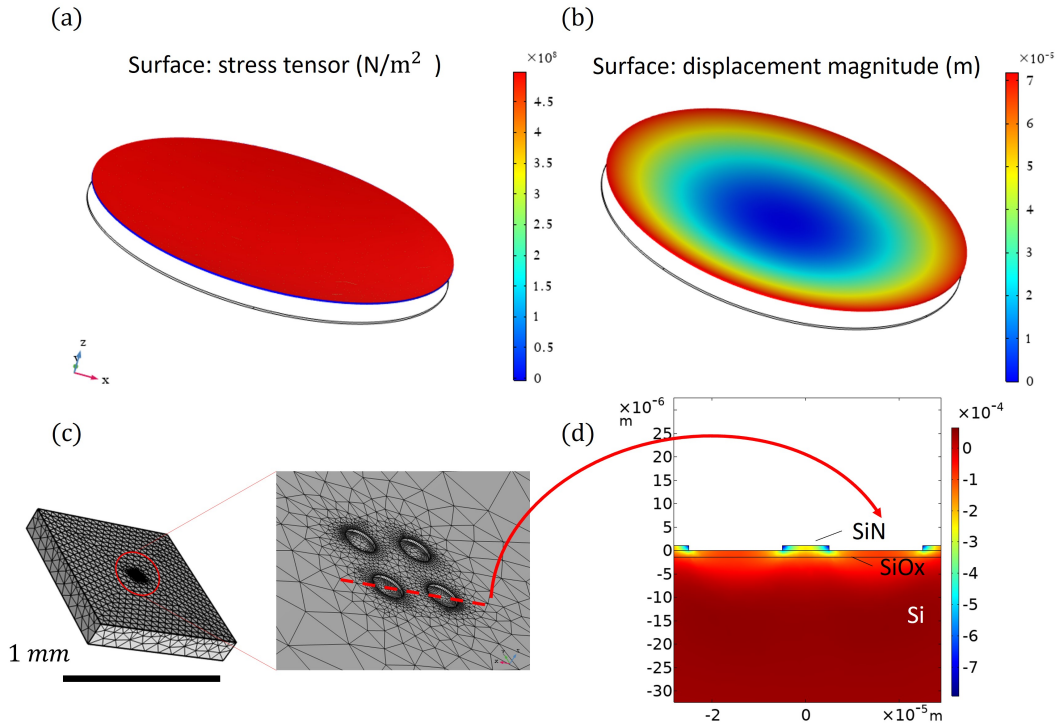 (a)
Surface: stress tensor (N/m² )
×10⁸
4.5
4
3.5
3
2.5
2
1.5
1
0.5
0
z
y
x
(b)
Surface: displacement magnitude (m)
×10⁻⁵
7
6
5
4
3
2
1
0
(c)
1 mm
(d)
×10⁻⁶
m
25
20
15
10
5
0
-5
-10
-15
-20
-25
-30
-2
0
×10⁻⁵ m
SiN
SiOx
Si
×10⁻⁴
0
-1
-2
-3
-4
-5
-6
-7